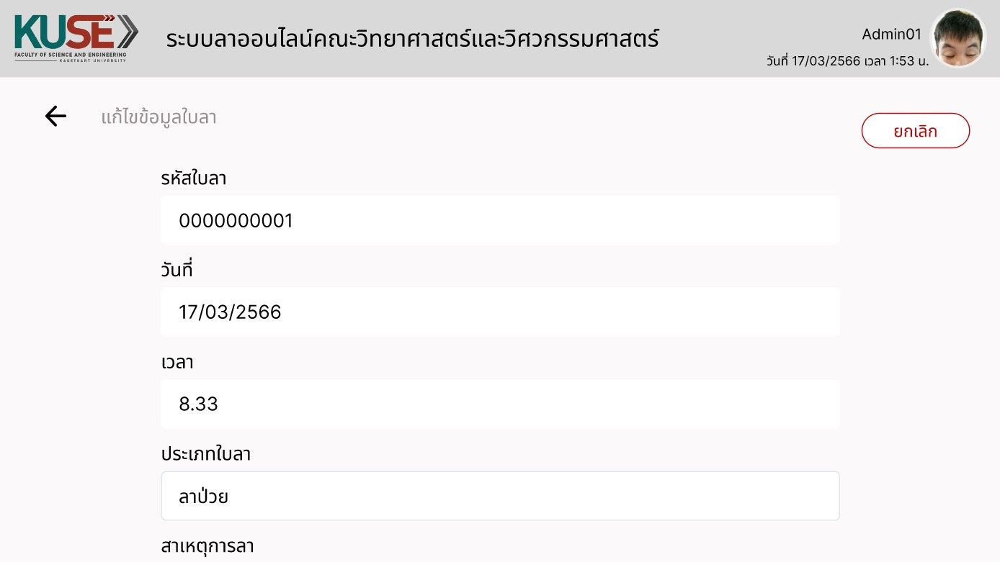 KUSE
FACULTY OF SCIENCE AND ENGINEERING
KASETSART UNIVERSITY
ระบบลาออนไลน์คณะวิทยาศาสตร์และวิศวกรรมศาสตร์
Admin01
วันที่ 17/03/2566 เวลา 1:53 น.
แก้ไขข้อมูลใบลา
ยกเลิก
รหัสใบลา
0000000001
วันที่
17/03/2566
เวลา
8.33
ประเภทใบลา
ลาป่วย
สาเหตุการลา